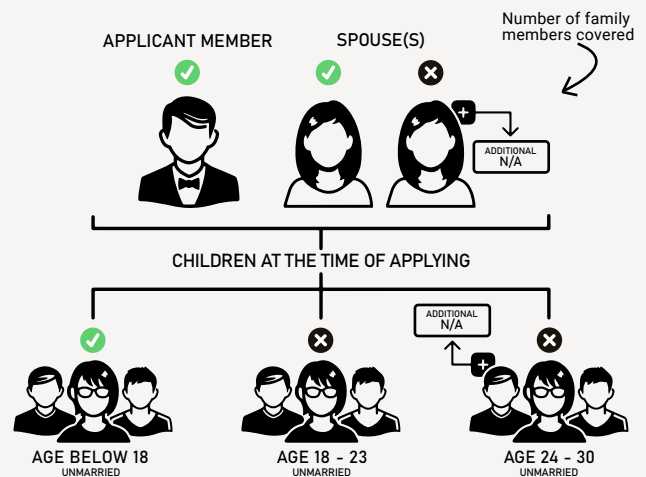 Number of family
members covered
APPLICANT MEMBER
SPOUSE(S)
ADDITIONAL
N/A
CHILDREN AT THE TIME OF APPLYING
ADDITIONAL
N/A
AGE BELOW 18
UNMARRIED
AGE 18 - 23
UNMARRIED
AGE 24 - 30
UNMARRIED